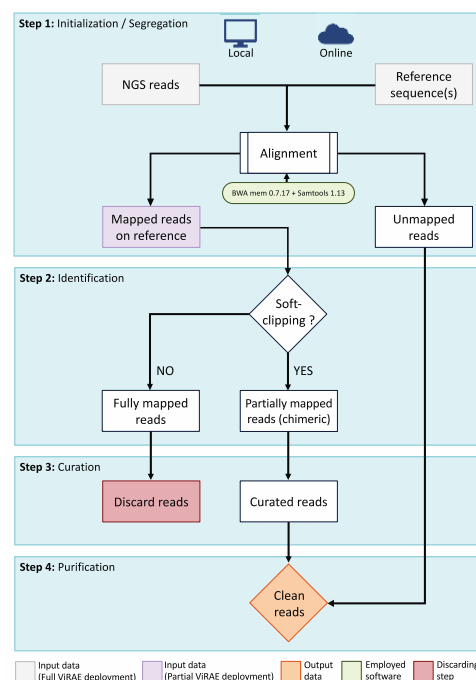 Step 1: Initialization / Segregation
Local
Online
NGS reads
Reference
sequence(s)
Alignment
BWA mem 0.7.17 + Samtools 1.13
Mapped reads
on reference
Unmapped
reads
Step 2: Identification
Soft-
clipping ?
NO
YES
Fully mapped
reads
Partially mapped
reads (chimeric)
Step 3: Curation
Discard reads
Curated reads
Step 4: Purification
Clean
reads
Input data
(Full ViRAE deployment)
Input data
(Partial ViRAE deployment)
Output
data
Employed
software
Discarding
step